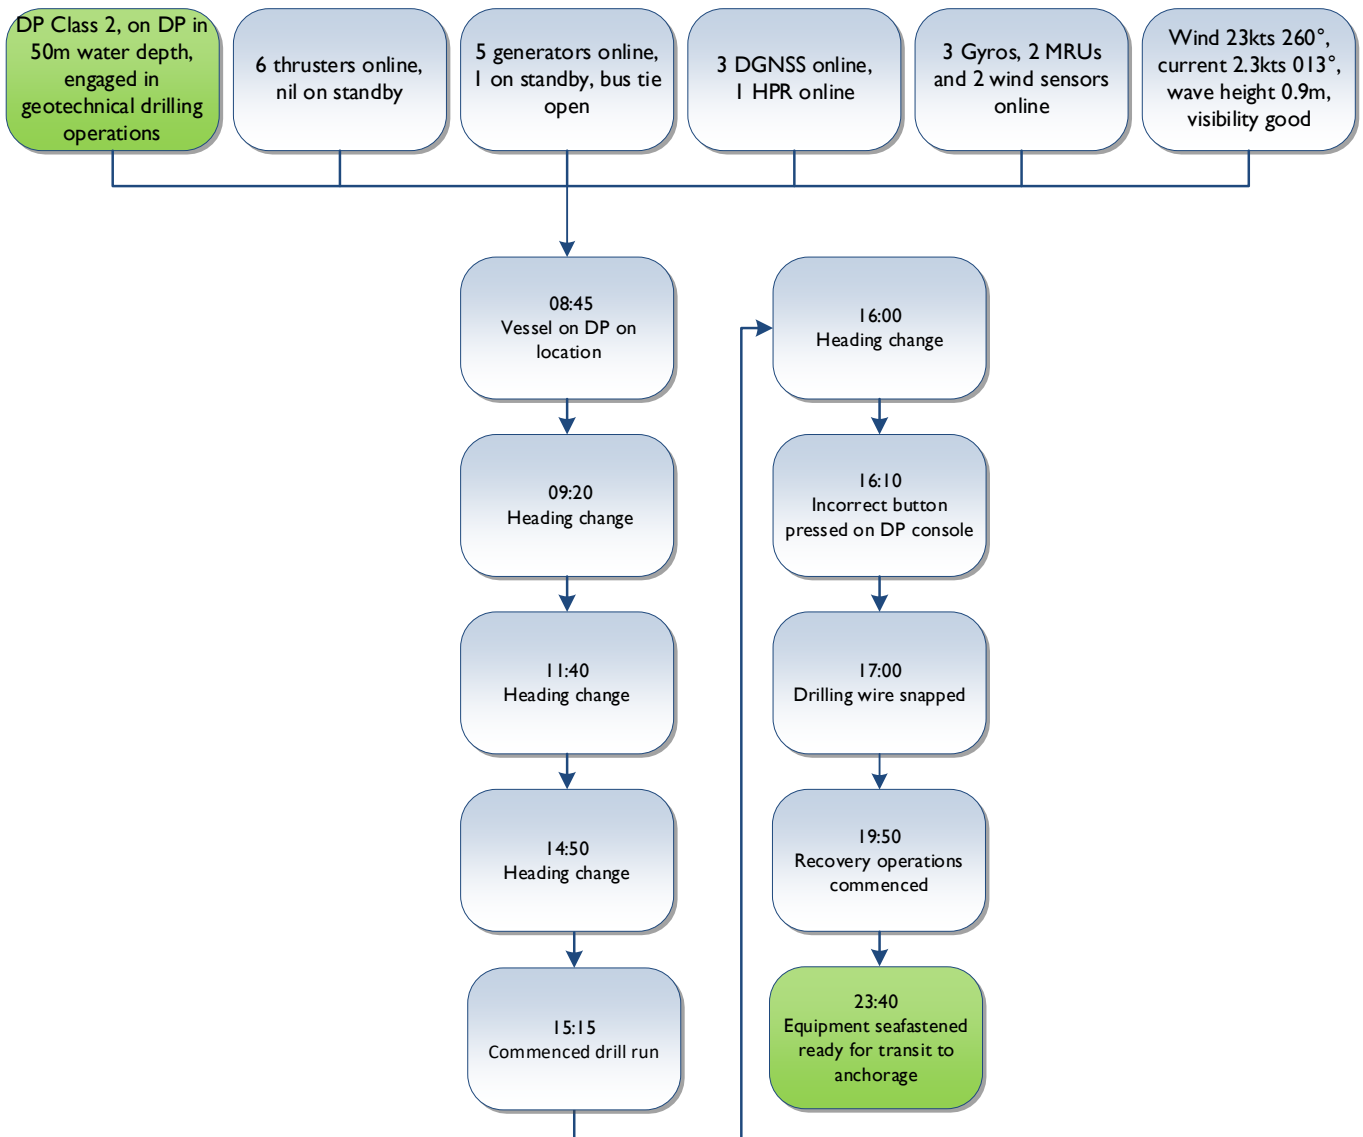 DP Class 2, on DP in
50m water depth,
engaged in
geotechnical drilling
operations
6 thrusters online,
nil on standby
5 generators online,
1 on standby, bus tie
open
3 DGNSS online,
1 HPR online
3 Gyros, 2 MRUs
and 2 wind sensors
online
Wind 23kts 260°,
current 2.3kts 013°,
wave height 0.9m,
visibility good
08:45
Vessel on DP on
location
09:20
Heading change
11:40
Heading change
14:50
Heading change
15:15
Commenced drill run
16:00
Heading change
16:10
Incorrect button
pressed on DP console
17:00
Drilling wire snapped
19:50
Recovery operations
commenced
23:40
Equipment seafastened
ready for transit to
anchorage